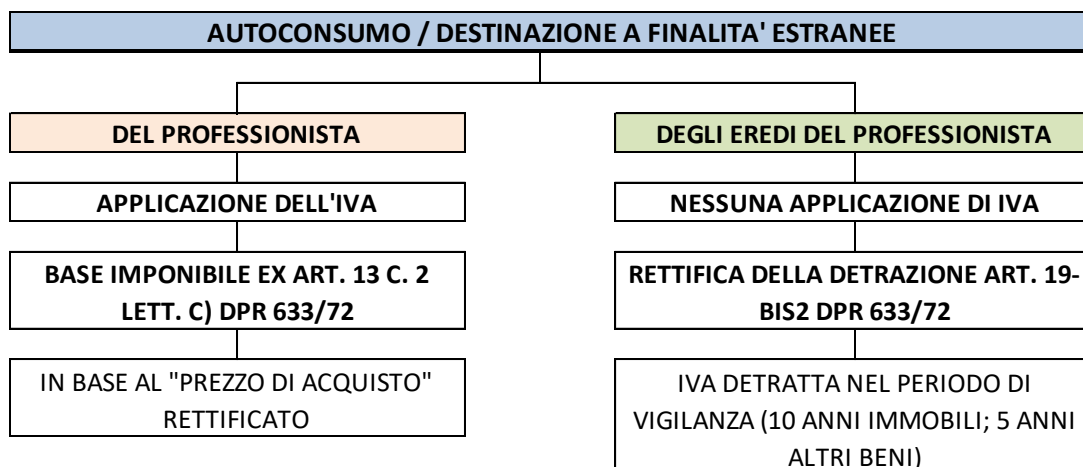 AUTOCONSUMO / DESTINAZIONE A FINALITA' ESTRANEE
DEL PROFESSIONISTA
APPLICAZIONE DELL'IVA
BASE IMPONIBILE EX ART. 13 C. 2
LETT. C) DPR 633/72
IN BASE AL "PREZZO DI ACQUISTO"
RETTIFICATO
DEGLI EREDI DEL PROFESSIONISTA
NESSUNA APPLICAZIONE DI IVA
RETTIFICA DELLA DETRAZIONE ART. 19-
BIS2 DPR 633/72
IVA DETRATTA NEL PERIODO DI
VIGILANZA (10 ANNI IMMOBILI; 5 ANNI
ALTRI BENI)